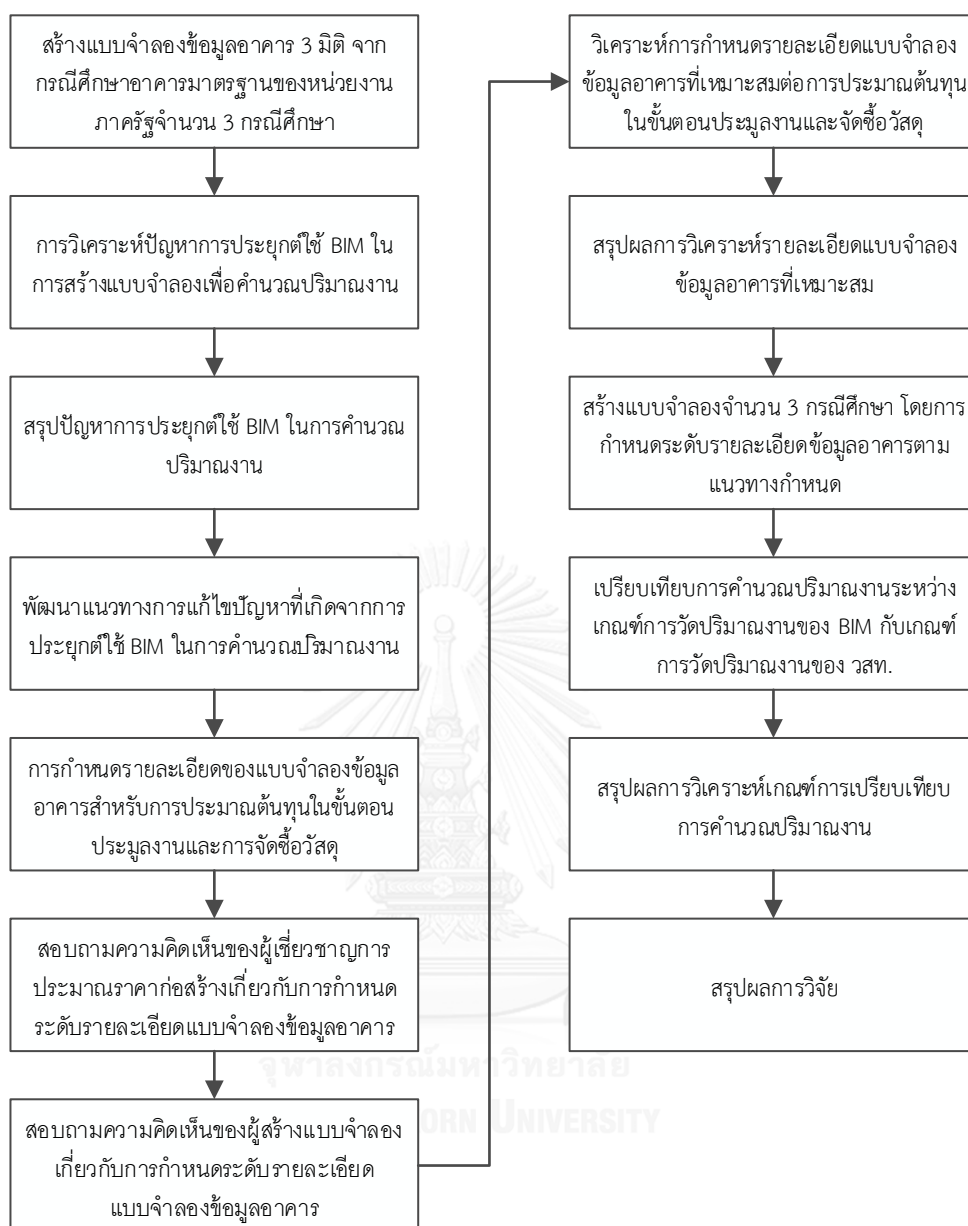 สร้างแบบจำลองข้อมูลอาคาร 3 มิติ จาก
กรณีศึกษาอาคารมาตรฐานของหน่วยงาน
ภาครัฐจำนวน 3 กรณีศึกษา
การวิเคราะห์ปัญหาการประยุกต์ใช้ BIM ใน
การสร้างแบบจำลองเพื่อคำนวณปริมาณงาน
สรุปปัญหาการประยุกต์ใช้ BIM ในการคำนวณ
ปริมาณงาน
พัฒนาแนวทางการแก้ไขปัญหาที่เกิดจากการ
ประยุกต์ใช้ BIM ในการคำนวณปริมาณงาน
การกำหนดรายละเอียดของแบบจำลองข้อมูล
อาคารสำหรับการประมาณต้นทุนในขั้นตอน
ประมูลงานและการจัดซื้อวัสดุ
สอบถามความคิดเห็นของผู้เชี่ยวชาญการ
ประมาณราคาก่อสร้างเกี่ยวกับการกำหนด
ระดับรายละเอียดแบบจำลองข้อมูลอาคาร
สอบถามความคิดเห็นของผู้สร้างแบบจำลอง
เกี่ยวกับการกำหนดระดับรายละเอียด
แบบจำลองข้อมูลอาคาร
วิเคราะห์การกำหนดรายละเอียดแบบจำลอง
ข้อมูลอาคารที่เหมาะสมต่อการประมาณต้นทุน
ในขั้นตอนประมูลงานและจัดซื้อวัสดุ
สรุปผลการวิเคราะห์รายละเอียดแบบจำลอง
ข้อมูลอาคารที่เหมาะสม
สร้างแบบจำลองจำนวน 3 กรณีศึกษา โดยการ
กำหนดระดับรายละเอียดข้อมูลอาคารตาม
แนวทางกำหนด
เปรียบเทียบการคำนวณปริมาณงานระหว่าง
เกณฑ์การวัดปริมาณงานของ BIM กับเกณฑ์
การวัดปริมาณงานของ วสท.
สรุปผลการวิเคราะห์เกณฑ์การเปรียบเทียบ
การคำนวณปริมาณงาน
สรุปผลการวิจัย
จุฬาลงกรณ์มหาวิทยาลัย
ORN UNIVERSITY